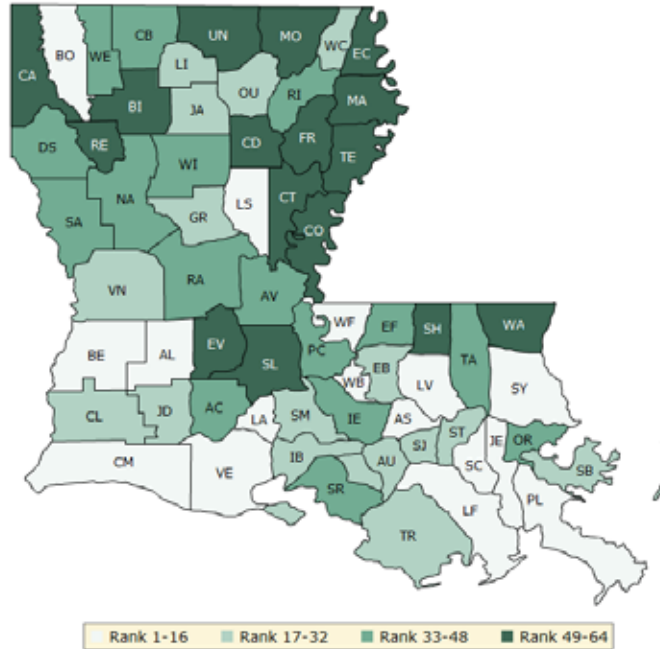 BO
WE
CB
UN
MO
WC
EC
CA
LI
OU
RI
MA
BI
JA
DS
RE
CD
FR
TE
WI
NA
LS
CT
SA
GR
CO
VN
RA
AV
WF
EF
SH
WA
BE
AL
EV
SL
PC
TA
WB
EB
LV
SY
CL
JD
AC
LA
SM
IE
AS
ST
JE
OR
SJ
CM
VE
IB
AU
SC
SB
SR
LF
PL
TR
Rank 1-16 Rank 17-32 Rank 33-48 Rank 49-64